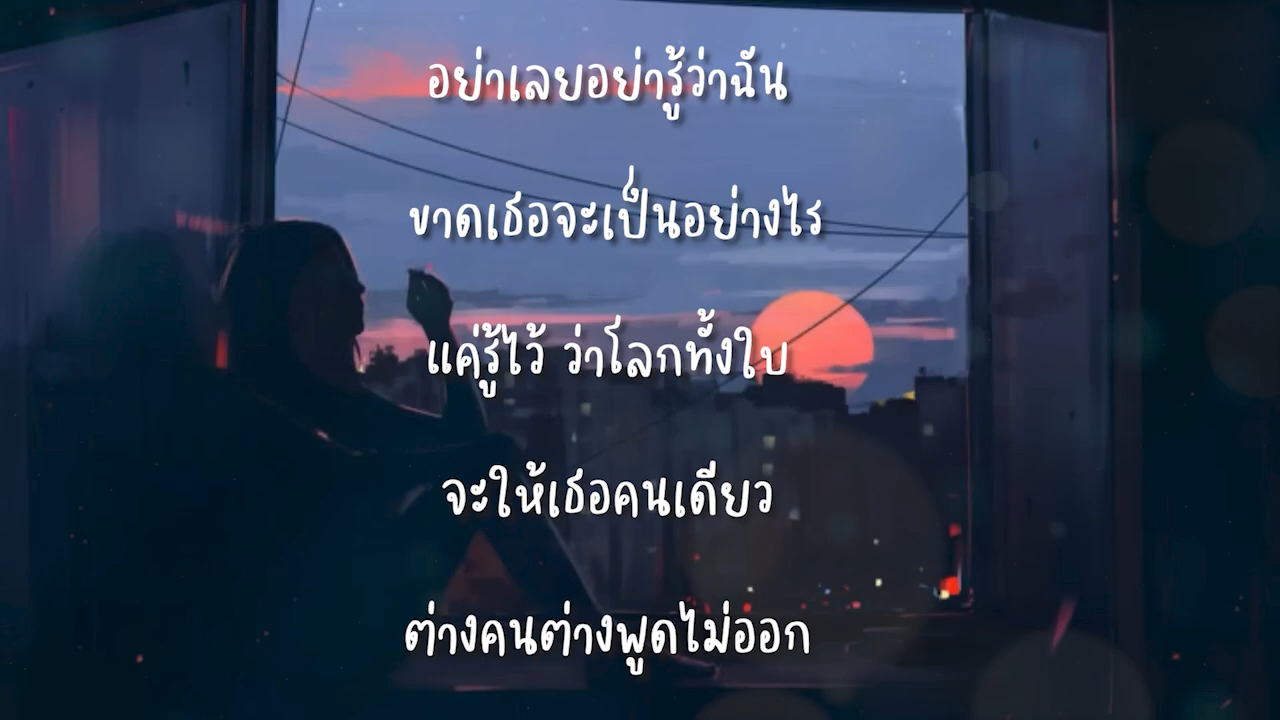 อย่าเลยอย่ารู้ว่าฉัน
ขาดเธอจะเป็นอย่างไร
แค่รู้ไว้ ว่าโลกทั้งใบ
จะให้เธอคนเดียว
ต่างคนต่างพูดไม่ออก